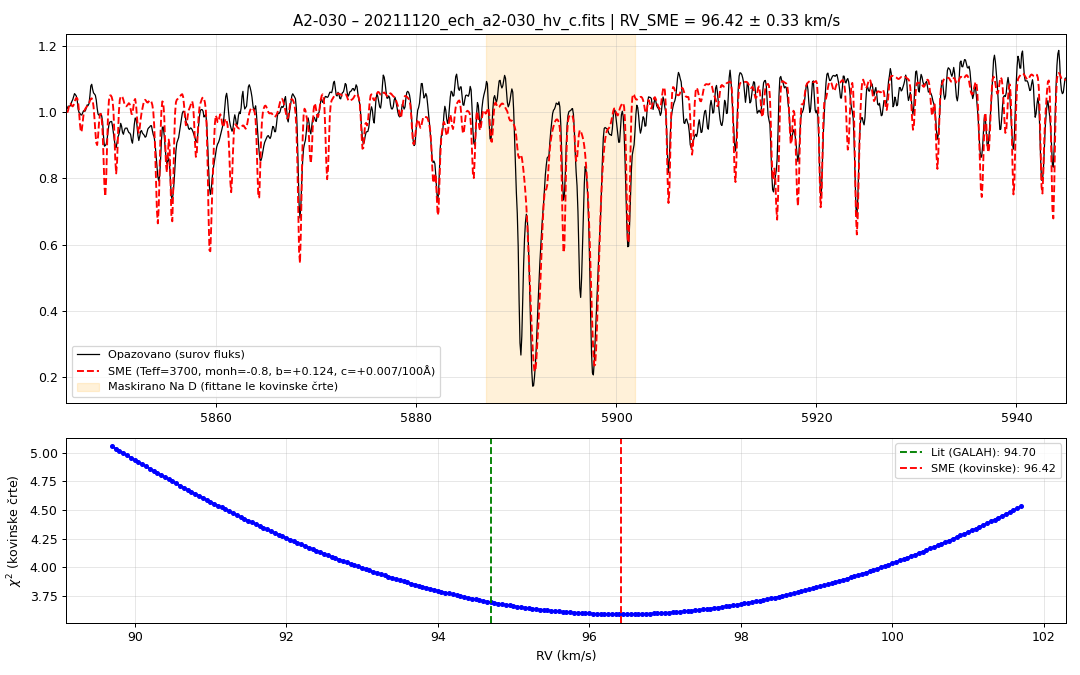 A2-030 – 20211120_ech_a2-030_hv_c.fits | RV_SME = 96.42 ± 0.33 km/s
1.2
1.0
0.8
0.6
0.4
0.2
Opazovano (surov fluks)
SME (Teff=3700, monh=-0.8, b=+0.124, c=+0.007/100Å)
Maskirano Na D (fittane le kovinske črte)
5860 5880 5900 5920 5940
5.00
4.75
4.50
4.25
4.00
3.75
χ² (kovinske črte)
Lit (GALAH): 94.70
SME (kovinske): 96.42
90 92 94 96 98 100 102
RV (km/s)